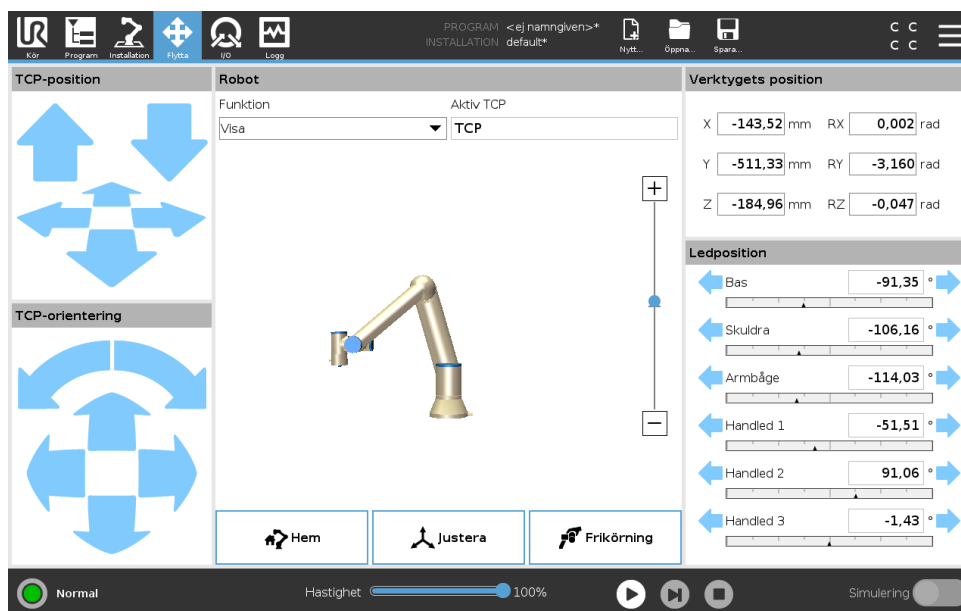 UR
PROGRAM <ej namngiven>*
INSTALLATION default*
C C
C C
Kör Program Installation Flytta I/O Logg Nytt... Öppna... Spara...
TCP-position
Robot
Funktion Aktiv TCP
Visa TCP
+
−
Hem Justera Frikörning
TCP-orientering
Verktygets position
X -143,52 mm RX 0,002 rad
Y -511,33 mm RY -3,160 rad
Z -184,96 mm RZ -0,047 rad
Ledposition
Bas -91,35 °
Skuldra -106,16 °
Armbåge -114,03 °
Handled 1 -51,51 °
Handled 2 91,06 °
Handled 3 -1,43 °
Normal Hastighet 100% Simulering